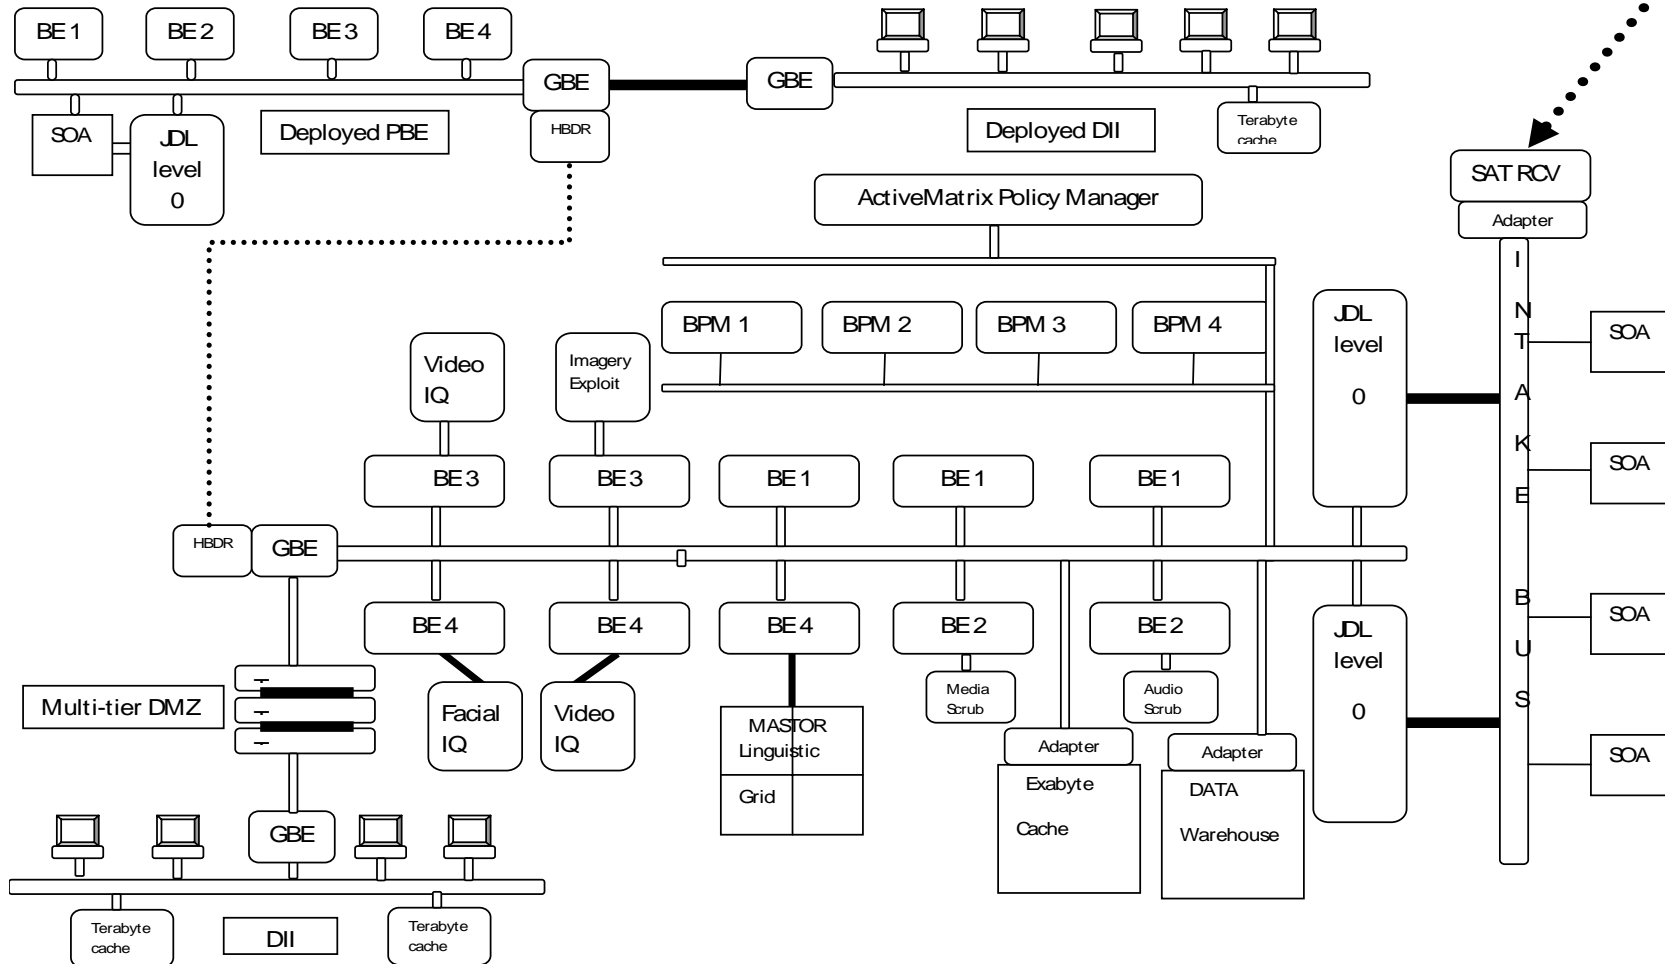 BE 1
BE 2
BE 3
BE 4
GBE
GBE
SOA
JDL
level
0
Deployed PBE
HBDR
Deployed DII
Terabyte
cache
SAT RCV
Adapter
ActiveMatrix Policy Manager
INTAKE BUS
BPM 1
BPM 2
BPM 3
BPM 4
JDL
level
0
SOA
SOA
SOA
SOA
Video
IQ
Imagery
Exploit
BE 3
BE 3
BE 1
BE 1
BE 1
HBDR
GBE
BE 4
BE 4
BE 4
BE 2
BE 2
JDL
level
0
Multi-tier DMZ
Facial
IQ
Video
IQ
MASTOR
Linguistic
Grid
Media
Scrub
Audio
Scrub
Adapter
Exabyte
Cache
Adapter
DATA
Warehouse
GBE
Terabyte
cache
DII
Terabyte
cache